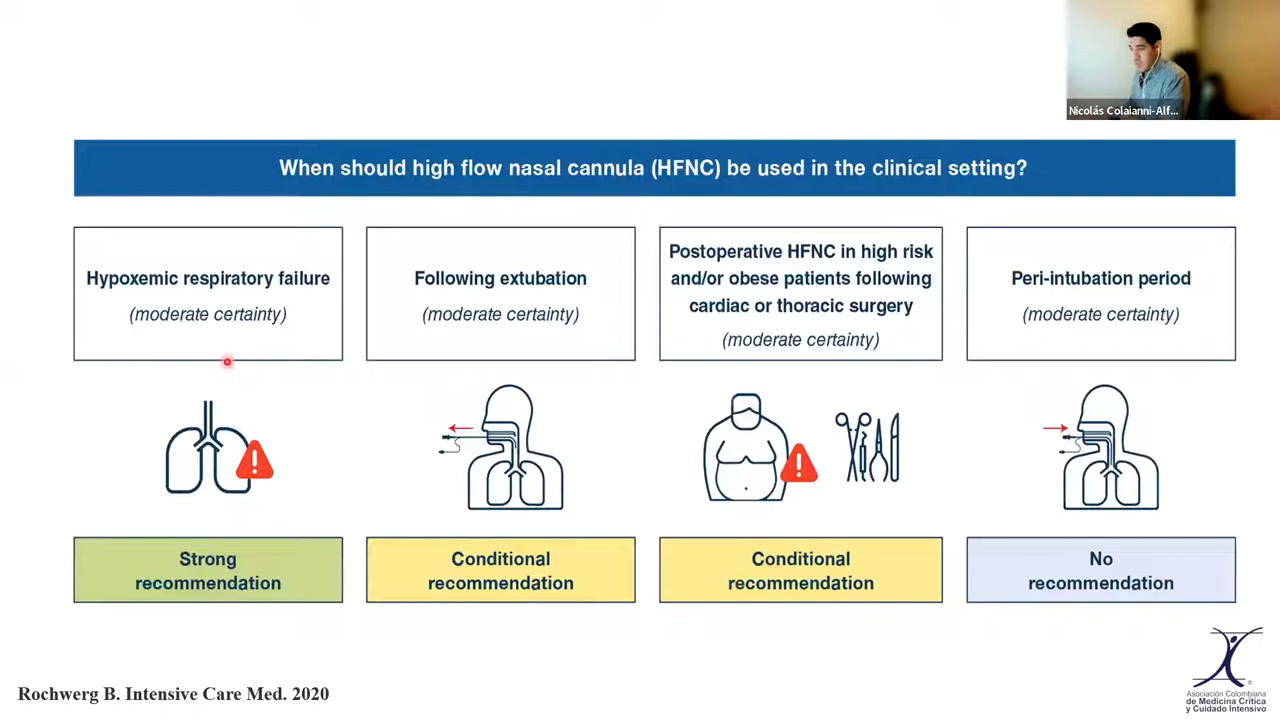 Nicolás Colaianni-Alf...
When should high flow nasal cannula (HFNC) be used in the clinical setting?
Hypoxemic respiratory failure
(moderate certainty)
Following extubation
(moderate certainty)
Postoperative HFNC in high risk
and/or obese patients following
cardiac or thoracic surgery
(moderate certainty)
Peri-intubation period
(moderate certainty)
Strong
recommendation
Conditional
recommendation
Conditional
recommendation
No
recommendation
Rochwerg B. Intensive Care Med. 2020
®
Asociación Colombiana
de Medicina Crítica
y Cuidado Intensivo